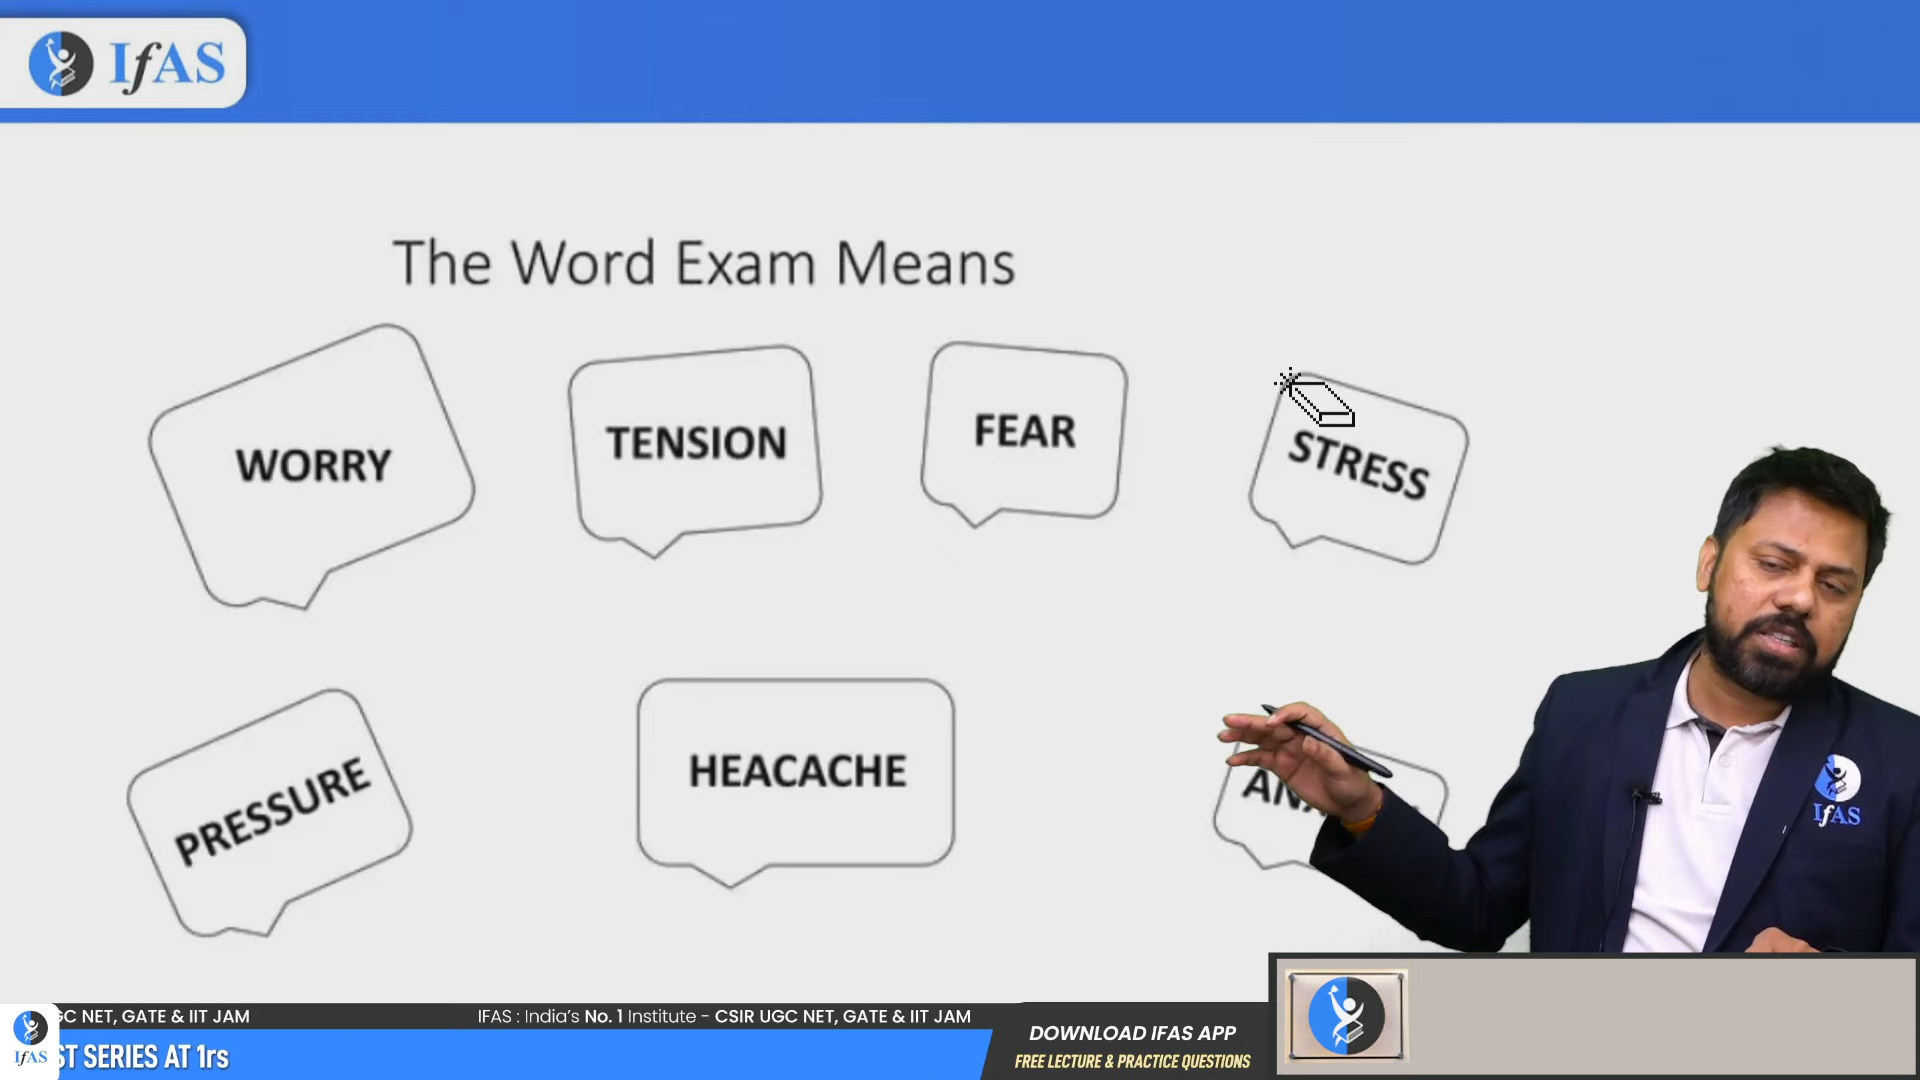 IfAS
The Word Exam Means
WORRY
TENSION
FEAR
STRESS
PRESSURE
HEACACHE
IfAS
GC NET, GATE & IIT JAM
IFAS : India's No. 1 Institute - CSIR UGC NET, GATE & IIT JAM
DOWNLOAD IFAS APP
FREE LECTURE & PRACTICE QUESTIONS
IfAS
ST SERIES AT 1rs